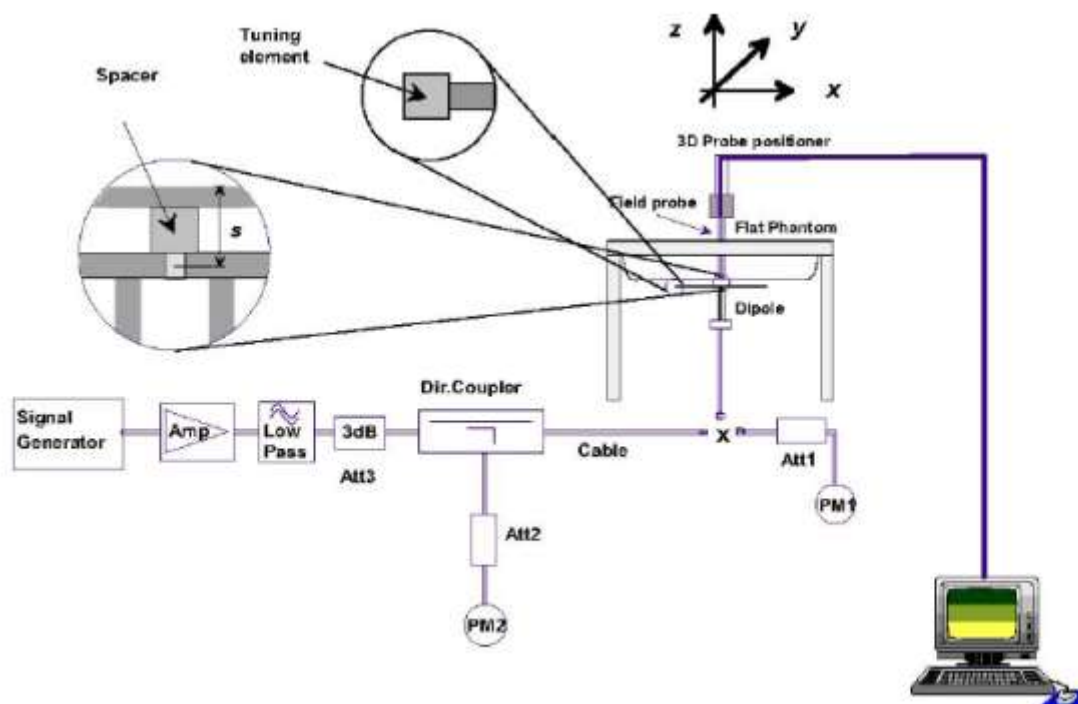 Tuning
element
Spacer
z
y
x
3D Probe positioner
Field probe
Flat Phantom
s
Dipole
Dir.Coupler
Signal
Generator
Amp
Low
Pass
3dB
Att3
Cable
x
Att1
PM1
Att2
PM2